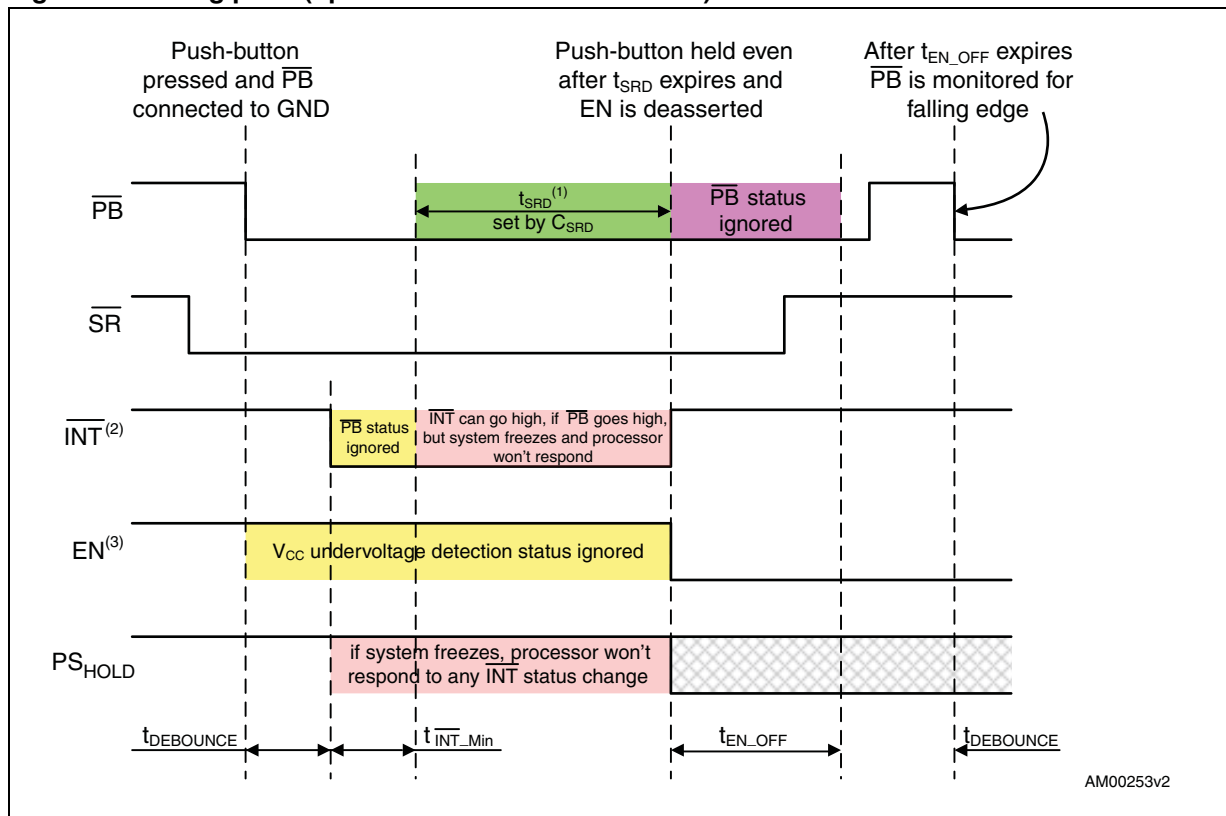 Push-button
pressed and PB
connected to GND
Push-button held even
after tSRD expires and
EN is deasserted
After tEN_OFF expires
PB is monitored for
falling edge
PB
tSRD(1)
set by CSRD
PB status
ignored
SR
INT(2)
PB status
ignored
INT can go high, if PB goes high,
but system freezes and processor
won't respond
EN(3)
VCC undervoltage detection status ignored
PSHOLD
if system freezes, processor won't
respond to any INT status change
tDEBOUNCE
tINT_Min
tEN_OFF
tDEBOUNCE
AM00253v2